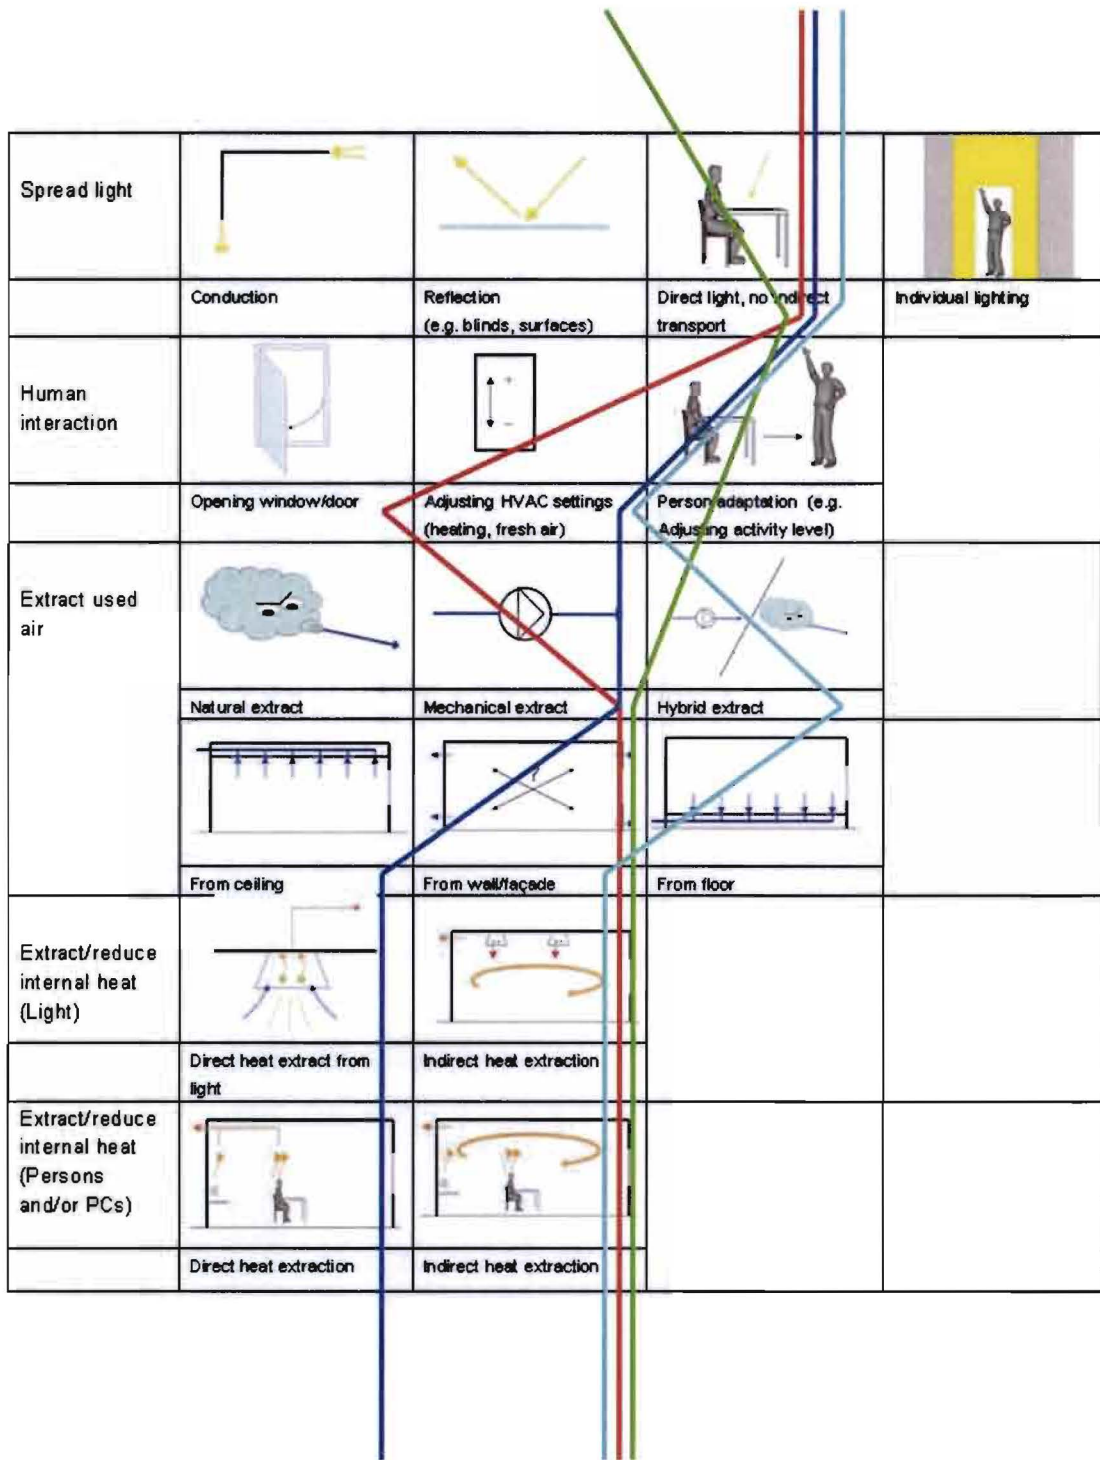 Spread light
Conduction
Reflection
(e.g. blinds, surfaces)
Direct light, no indirect
transport
Individual lighting
Human
interaction
+
−
Opening window/door
Adjusting HVAC settings
(heating, fresh air)
Person adaptation (e.g.
Adjusting activity level)
Extract used
air
Natural extract
Mechanical extract
Hybrid extract
?
From ceiling
From wall/façade
From floor
Extract/reduce
internal heat
(Light)
Direct heat extract from
light
Indirect heat extraction
Extract/reduce
internal heat
(Persons
and/or PCs)
Direct heat extraction
Indirect heat extraction